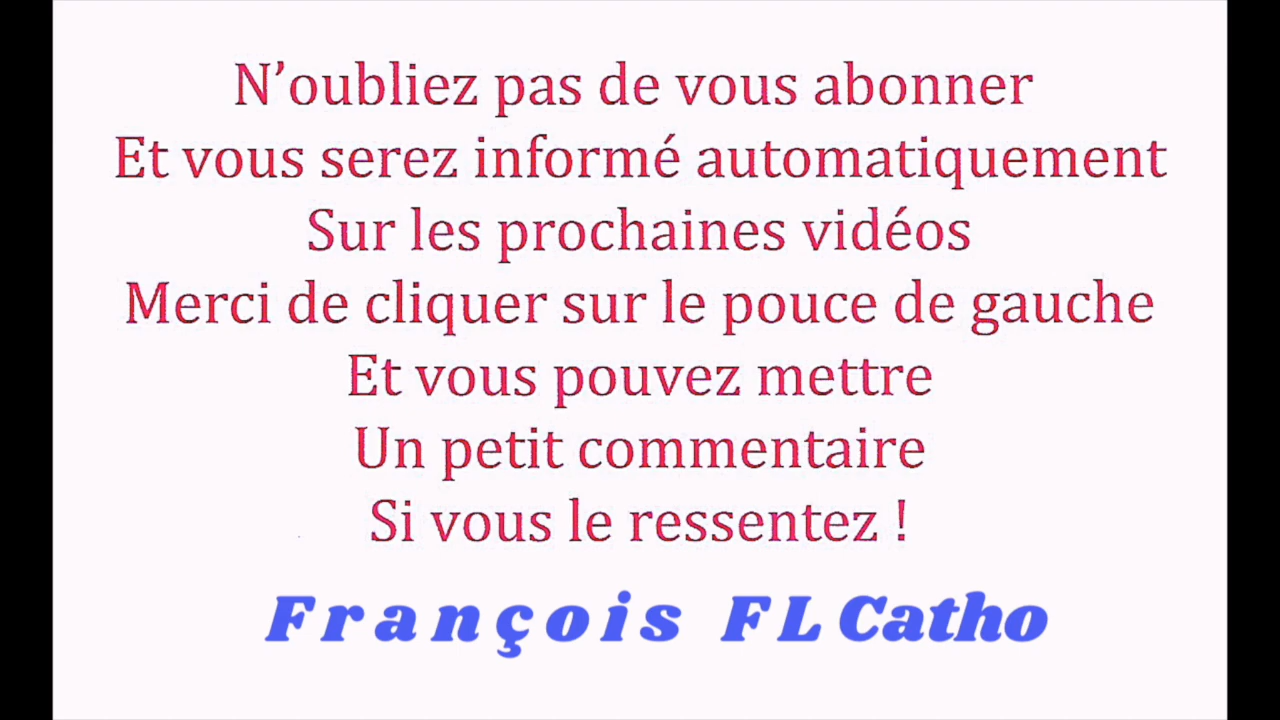 N’oubliez pas de vous abonner
Et vous serez informé automatiquement
Sur les prochaines vidéos
Merci de cliquer sur le pouce de gauche
Et vous pouvez mettre
Un petit commentaire
Si vous le ressentez !
François FLCatho